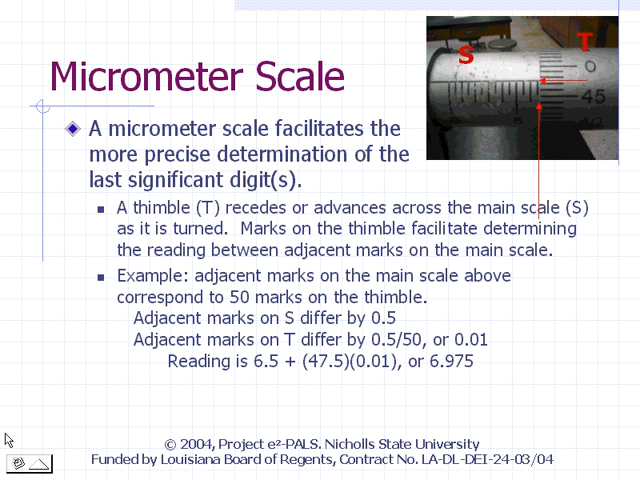 S
T
0
45
40
0
5
Micrometer Scale
A micrometer scale facilitates the
more precise determination of the
last significant digit(s).
A thimble (T) recedes or advances across the main scale (S)
as it is turned. Marks on the thimble facilitate determining
the reading between adjacent marks on the main scale.
Example: adjacent marks on the main scale above
correspond to 50 marks on the thimble.
Adjacent marks on S differ by 0.5
Adjacent marks on T differ by 0.5/50, or 0.01
Reading is 6.5 + (47.5)(0.01), or 6.975
© 2004, Project e²-PALS. Nicholls State University
Funded by Louisiana Board of Regents, Contract No. LA-DL-DEI-24-03/04